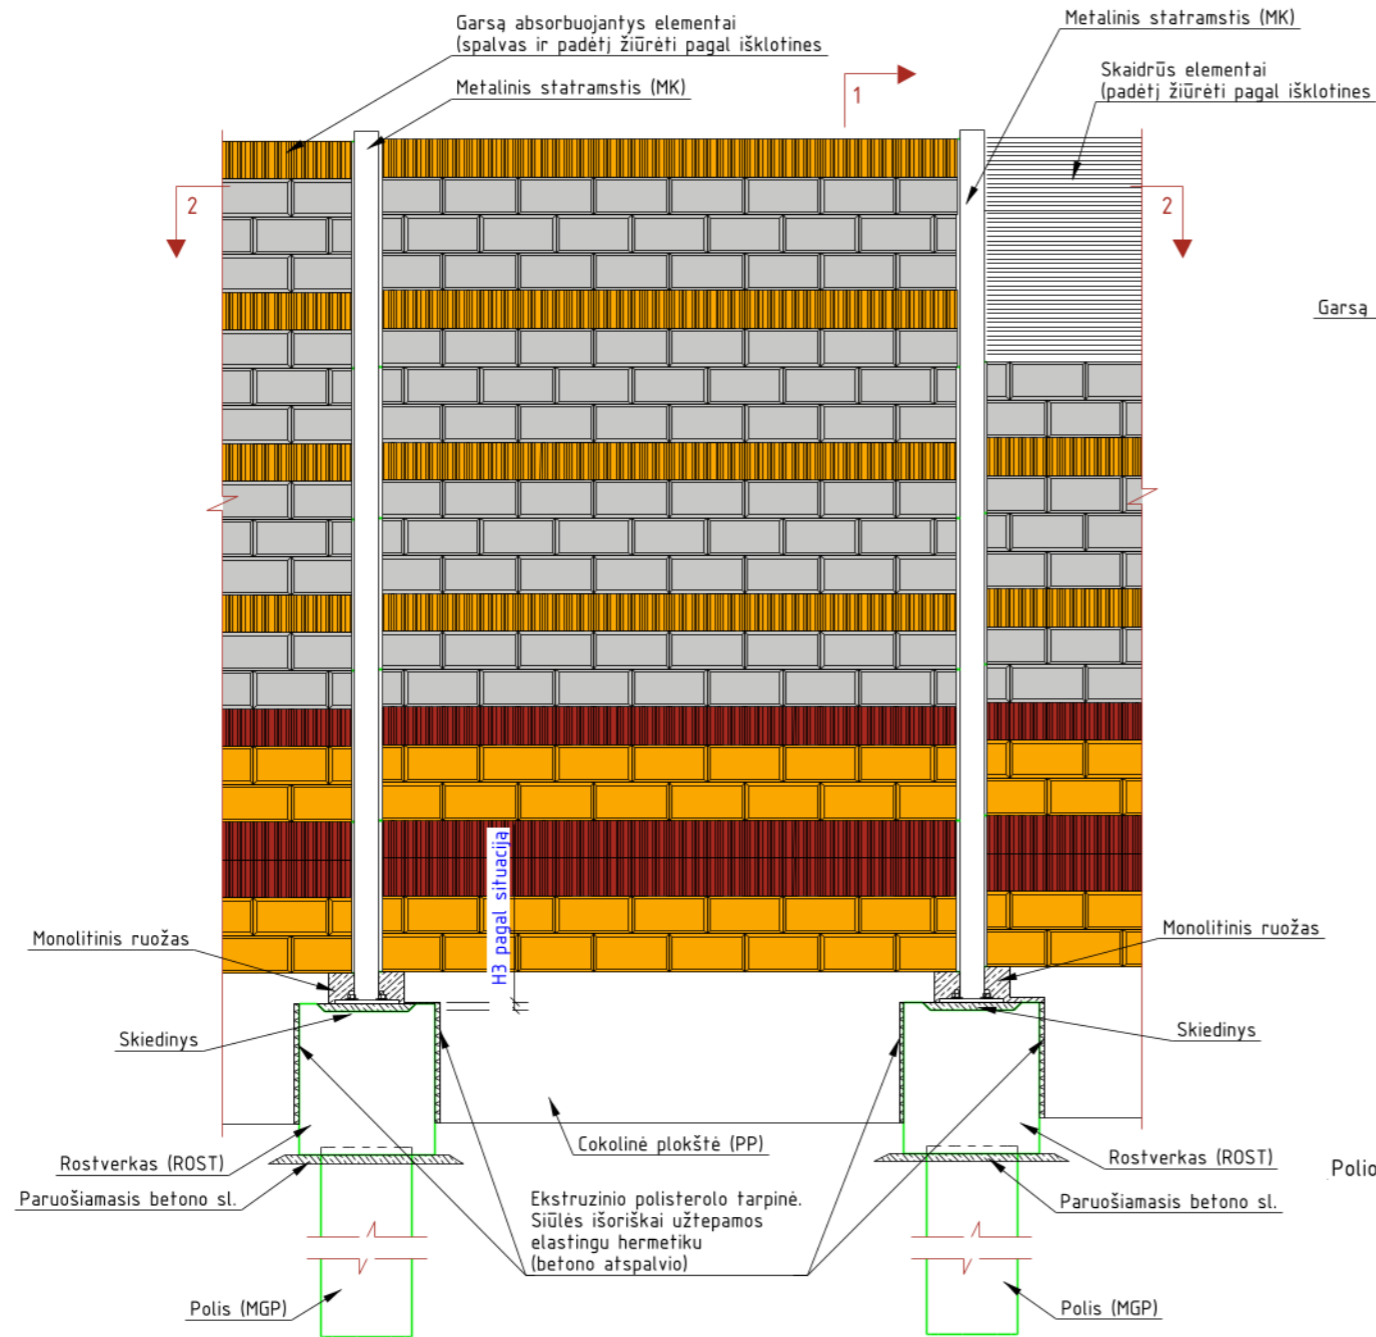 Garsą absorbuojantys elementai
(spalvas ir padėtį žiūrėti pagal išklotines
Metalinis statramstis (MK)
Metalinis statramstis (MK)
Skaidrūs elementai
(padėtį žiūrėti pagal išklotines
1
2
2
Garsą
H3 pagal situaciją
Monolitinis ruožas
Monolitinis ruožas
Skiedinys
Skiedinys
Cokolinė plokštė (PP)
Rostverkas (ROST)
Rostverkas (ROST)
Paruošiamasis betono sl.
Paruošiamasis betono sl.
Polio
Ekstruzinio polisterolo tarpinė.
Siūlės išoriškai užtepamos
elastingu hermetiku
(betono atspalvio)
Polis (MGP)
Polis (MGP)